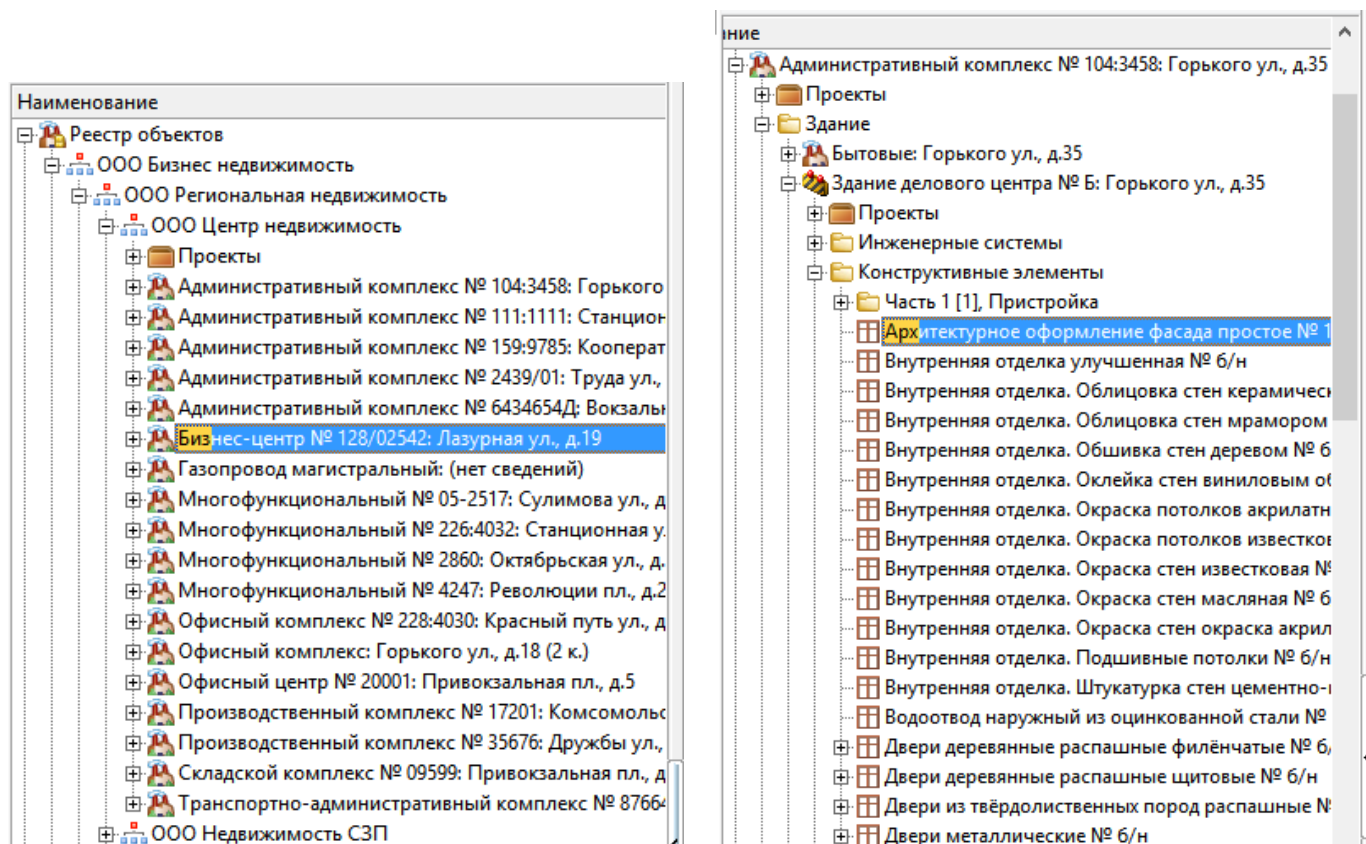 Наименование
Реестр объектов
ООО Бизнес недвижимость
ООО Региональная недвижимость
ООО Центр недвижимость
Проекты
Административный комплекс № 104:3458: Горького
Административный комплекс № 111:1111: Станцион
Административный комплекс № 159:9785: Кооперат
Административный комплекс № 2439/01: Труда ул.,
Административный комплекс № 6434654Д: Вокзальн
Бизнес-центр № 128/02542: Лазурная ул., д.19
Газопровод магистральный: (нет сведений)
Многофункциональный № 05-2517: Сулимова ул., д
Многофункциональный № 226:4032: Станционная у.
Многофункциональный № 2860: Октябрьская ул., д.
Многофункциональный № 4247: Революции пл., д.2
Офисный комплекс № 228:4030: Красный путь ул., д
Офисный комплекс: Горького ул., д.18 (2 к.)
Офисный центр № 20001: Привокзальная пл., д.5
Производственный комплекс № 17201: Комсомольс
Производственный комплекс № 35676: Дружбы ул.,
Складской комплекс № 09599: Привокзальная пл., д
Транспортно-административный комплекс № 87664
ООО Недвижимость СЗП
ние
Административный комплекс № 104:3458: Горького ул., д.35
Проекты
Здание
Бытовые: Горького ул., д.35
Здание делового центра № Б: Горького ул., д.35
Проекты
Инженерные системы
Конструктивные элементы
Часть 1 [1], Пристройка
Архитектурное оформление фасада простое № 1
Внутренняя отделка улучшенная № б/н
Внутренняя отделка. Облицовка стен керамическ
Внутренняя отделка. Облицовка стен мрамором
Внутренняя отделка. Обшивка стен деревом № б
Внутренняя отделка. Оклейка стен виниловым об
Внутренняя отделка. Окраска потолков акрилатн
Внутренняя отделка. Окраска потолков известков
Внутренняя отделка. Окраска стен известковая №
Внутренняя отделка. Окраска стен масляная № б
Внутренняя отделка. Окраска стен окраска акрил
Внутренняя отделка. Подшивные потолки № б/н
Внутренняя отделка. Штукатурка стен цементно-
Водоотвод наружный из оцинкованной стали №
Двери деревянные распашные филёнчатые № б/
Двери деревянные распашные щитовые № б/н
Двери из твёрдолиственных пород распашные №
Двери металлические № б/н